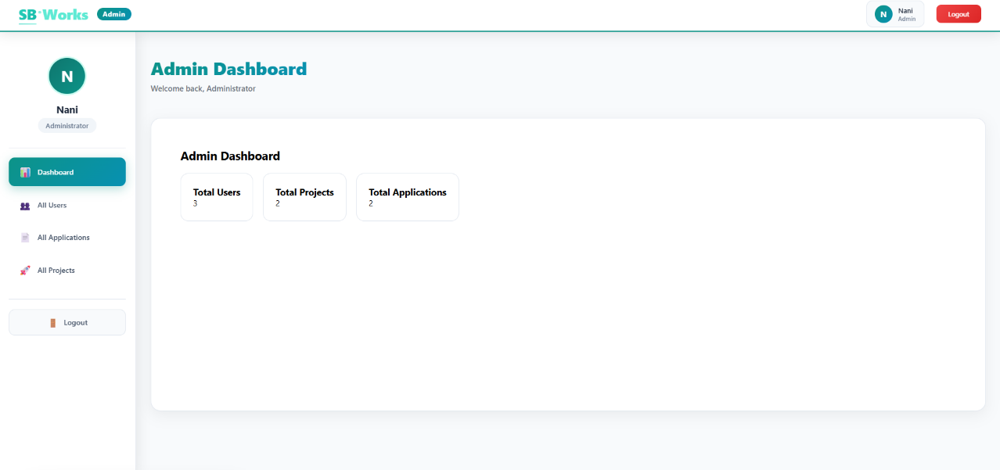 SB Works Admin
N Nani
Admin
Logout
N
Nani
Administrator
Dashboard
All Users
All Applications
All Projects
Logout
Admin Dashboard
Welcome back, Administrator
Admin Dashboard
Total Users
3
Total Projects
2
Total Applications
2